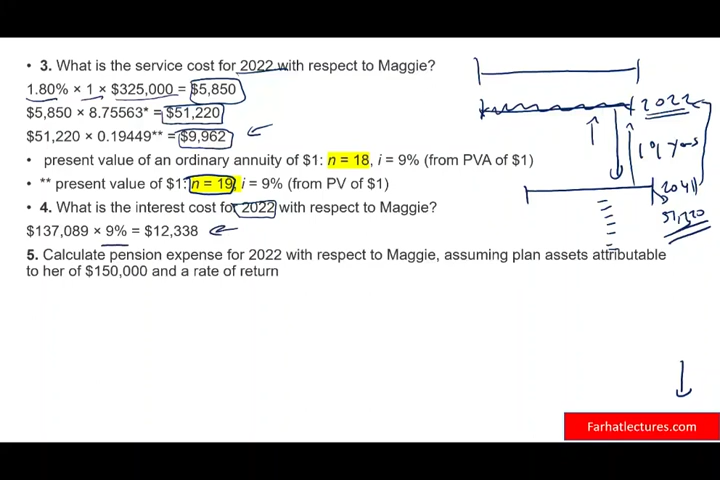 • 3. What is the service cost for 2022 with respect to Maggie?
1.80% × 1 × $325,000 = $5,850
$5,850 × 8.75563* = $51,220
$51,220 × 0.19449** = $9,962
• present value of an ordinary annuity of $1: n = 18, i = 9% (from PVA of $1)
• ** present value of $1: n = 19, i = 9% (from PV of $1)
• 4. What is the interest cost for 2022 with respect to Maggie?
$137,089 × 9% = $12,338
5. Calculate pension expense for 2022 with respect to Maggie, assuming plan assets attributable
to her of $150,000 and a rate of return
2022
19 years
2041
51,220
Farhatlectures.com